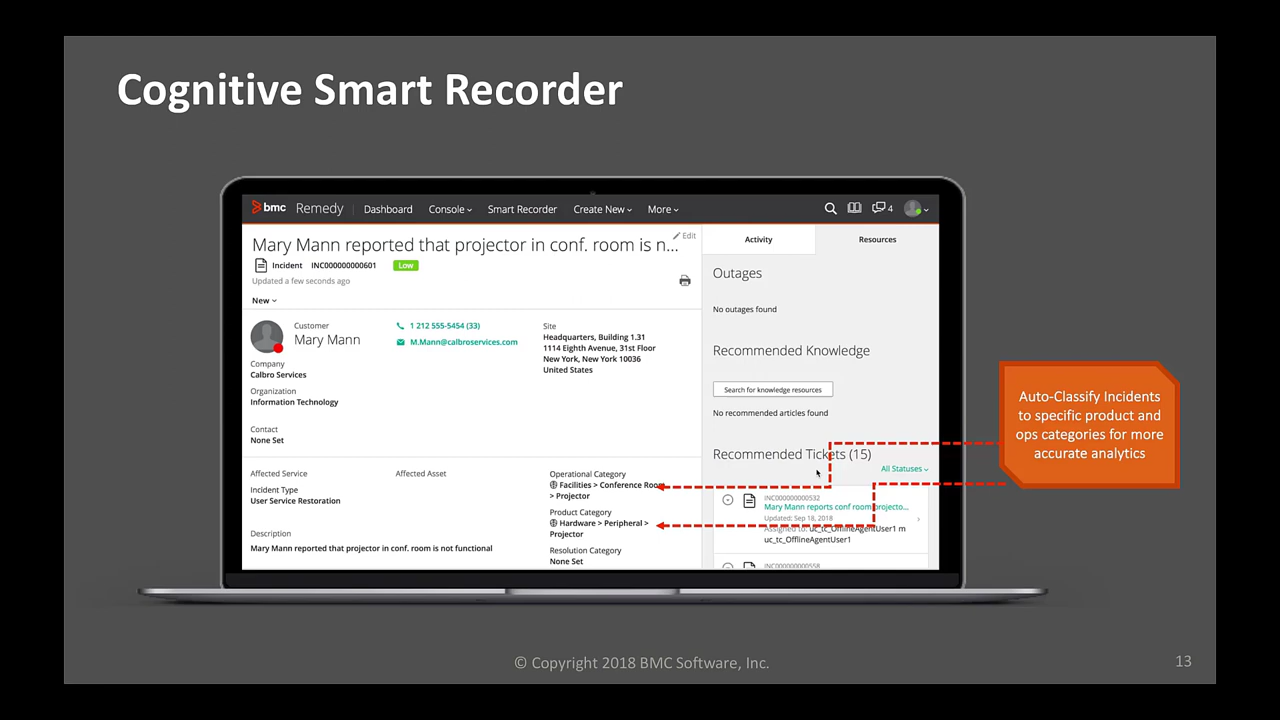 Cognitive Smart Recorder
bmc Remedy Dashboard Console Smart Recorder Create New More 4
Mary Mann reported that projector in conf. room is n...
Edit
Incident INC000000000601 Low
Updated a few seconds ago
New
Customer
Mary Mann
1 212 555-5454 (33)
M.Mann@calbroservices.com
Site
Headquarters, Building 1.31
1114 Eighth Avenue, 31st Floor
New York, New York 10036
United States
Company
Calbro Services
Organization
Information Technology
Contact
None Set
Affected Service
Affected Asset
Incident Type
User Service Restoration
Description
Mary Mann reported that projector in conf. room is not functional
Operational Category
Facilities > Conference Room
> Projector
Product Category
Hardware > Peripheral >
Projector
Resolution Category
None Set
Activity
Resources
Outages
No outages found
Recommended Knowledge
Search for knowledge resources
No recommended articles found
Recommended Tickets (15)
All Statuses
INC000000000532
Mary Mann reports conf room projecto...
Updated: Sep 18, 2018
Assigned to: uc_tc_OfflineAgentUser1 m
uc_tc_OfflineAgentUser1
INC000000000558
Auto-Classify Incidents
to specific product and
ops categories for more
accurate analytics
© Copyright 2018 BMC Software, Inc.
13